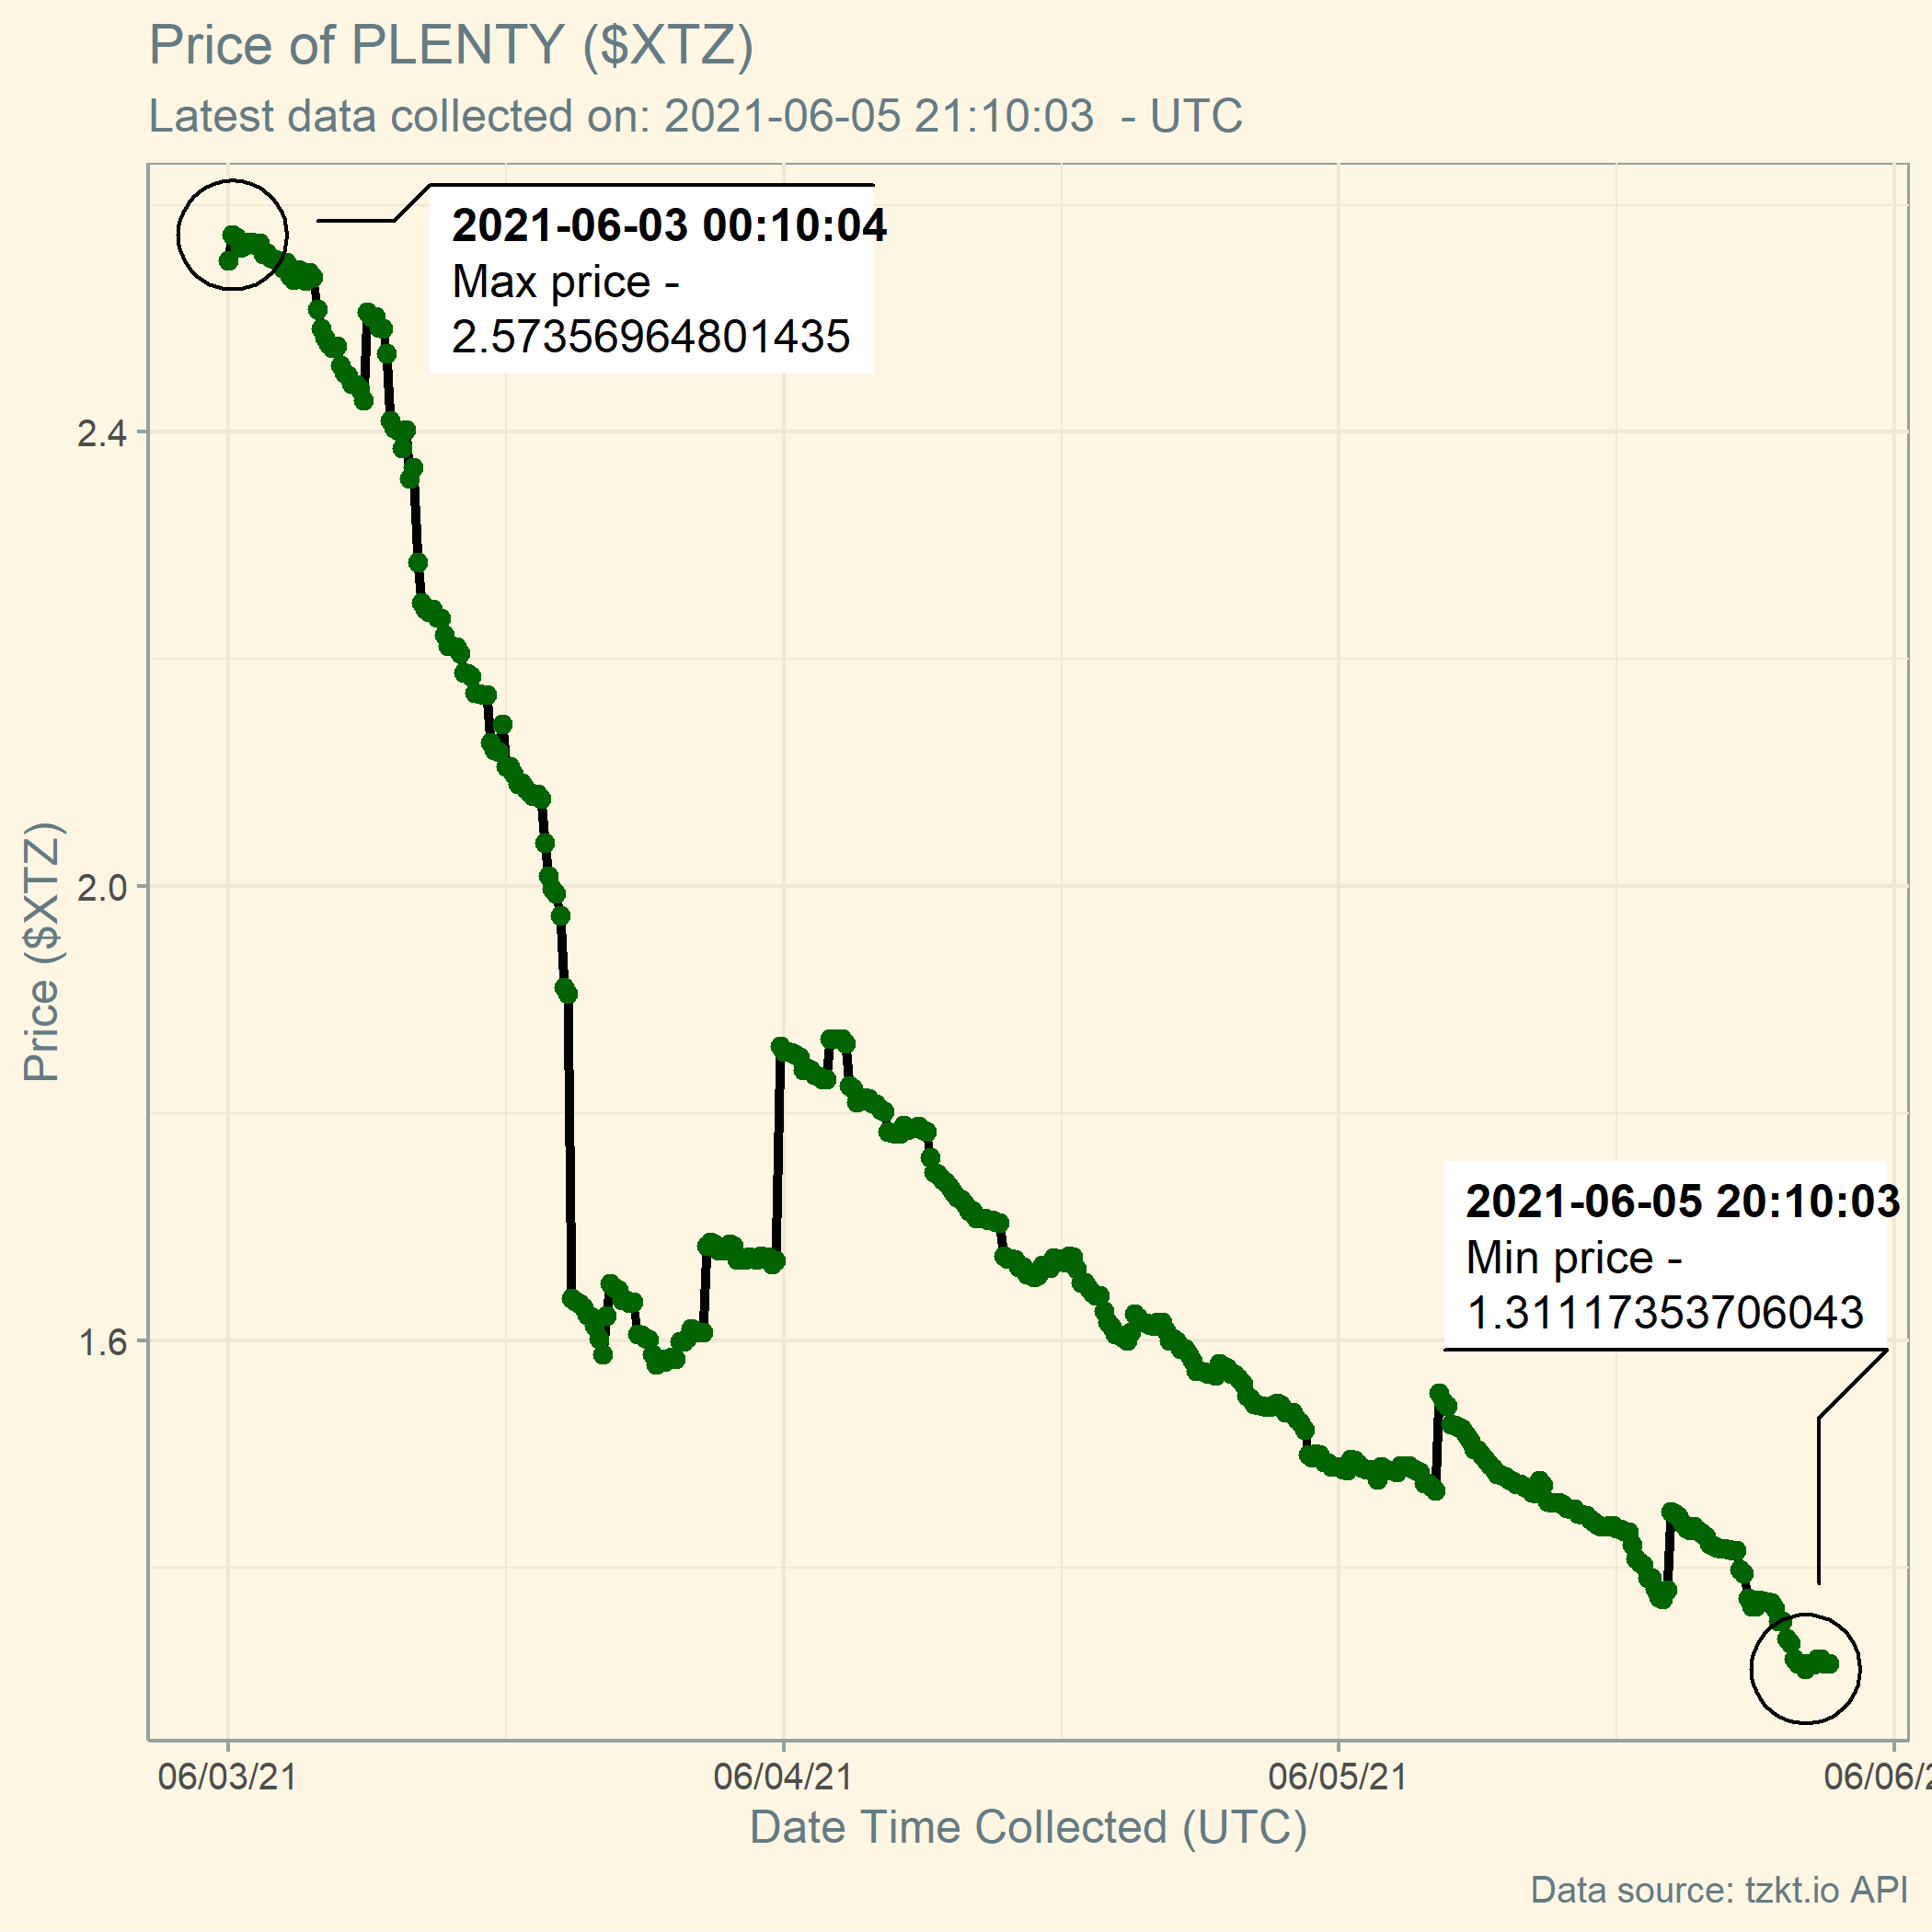 Price of PLENTY ($XTZ)
Latest data collected on: 2021-06-05 21:10:03  - UTC
2021-06-03 00:10:04
Max price -
2.57356964801435
2.4
2.0
1.6
Price ($XTZ)
2021-06-05 20:10:03
Min price -
1.31117353706043
06/03/21
06/04/21
06/05/21
06/06/2
Date Time Collected (UTC)
Data source: tzkt.io API